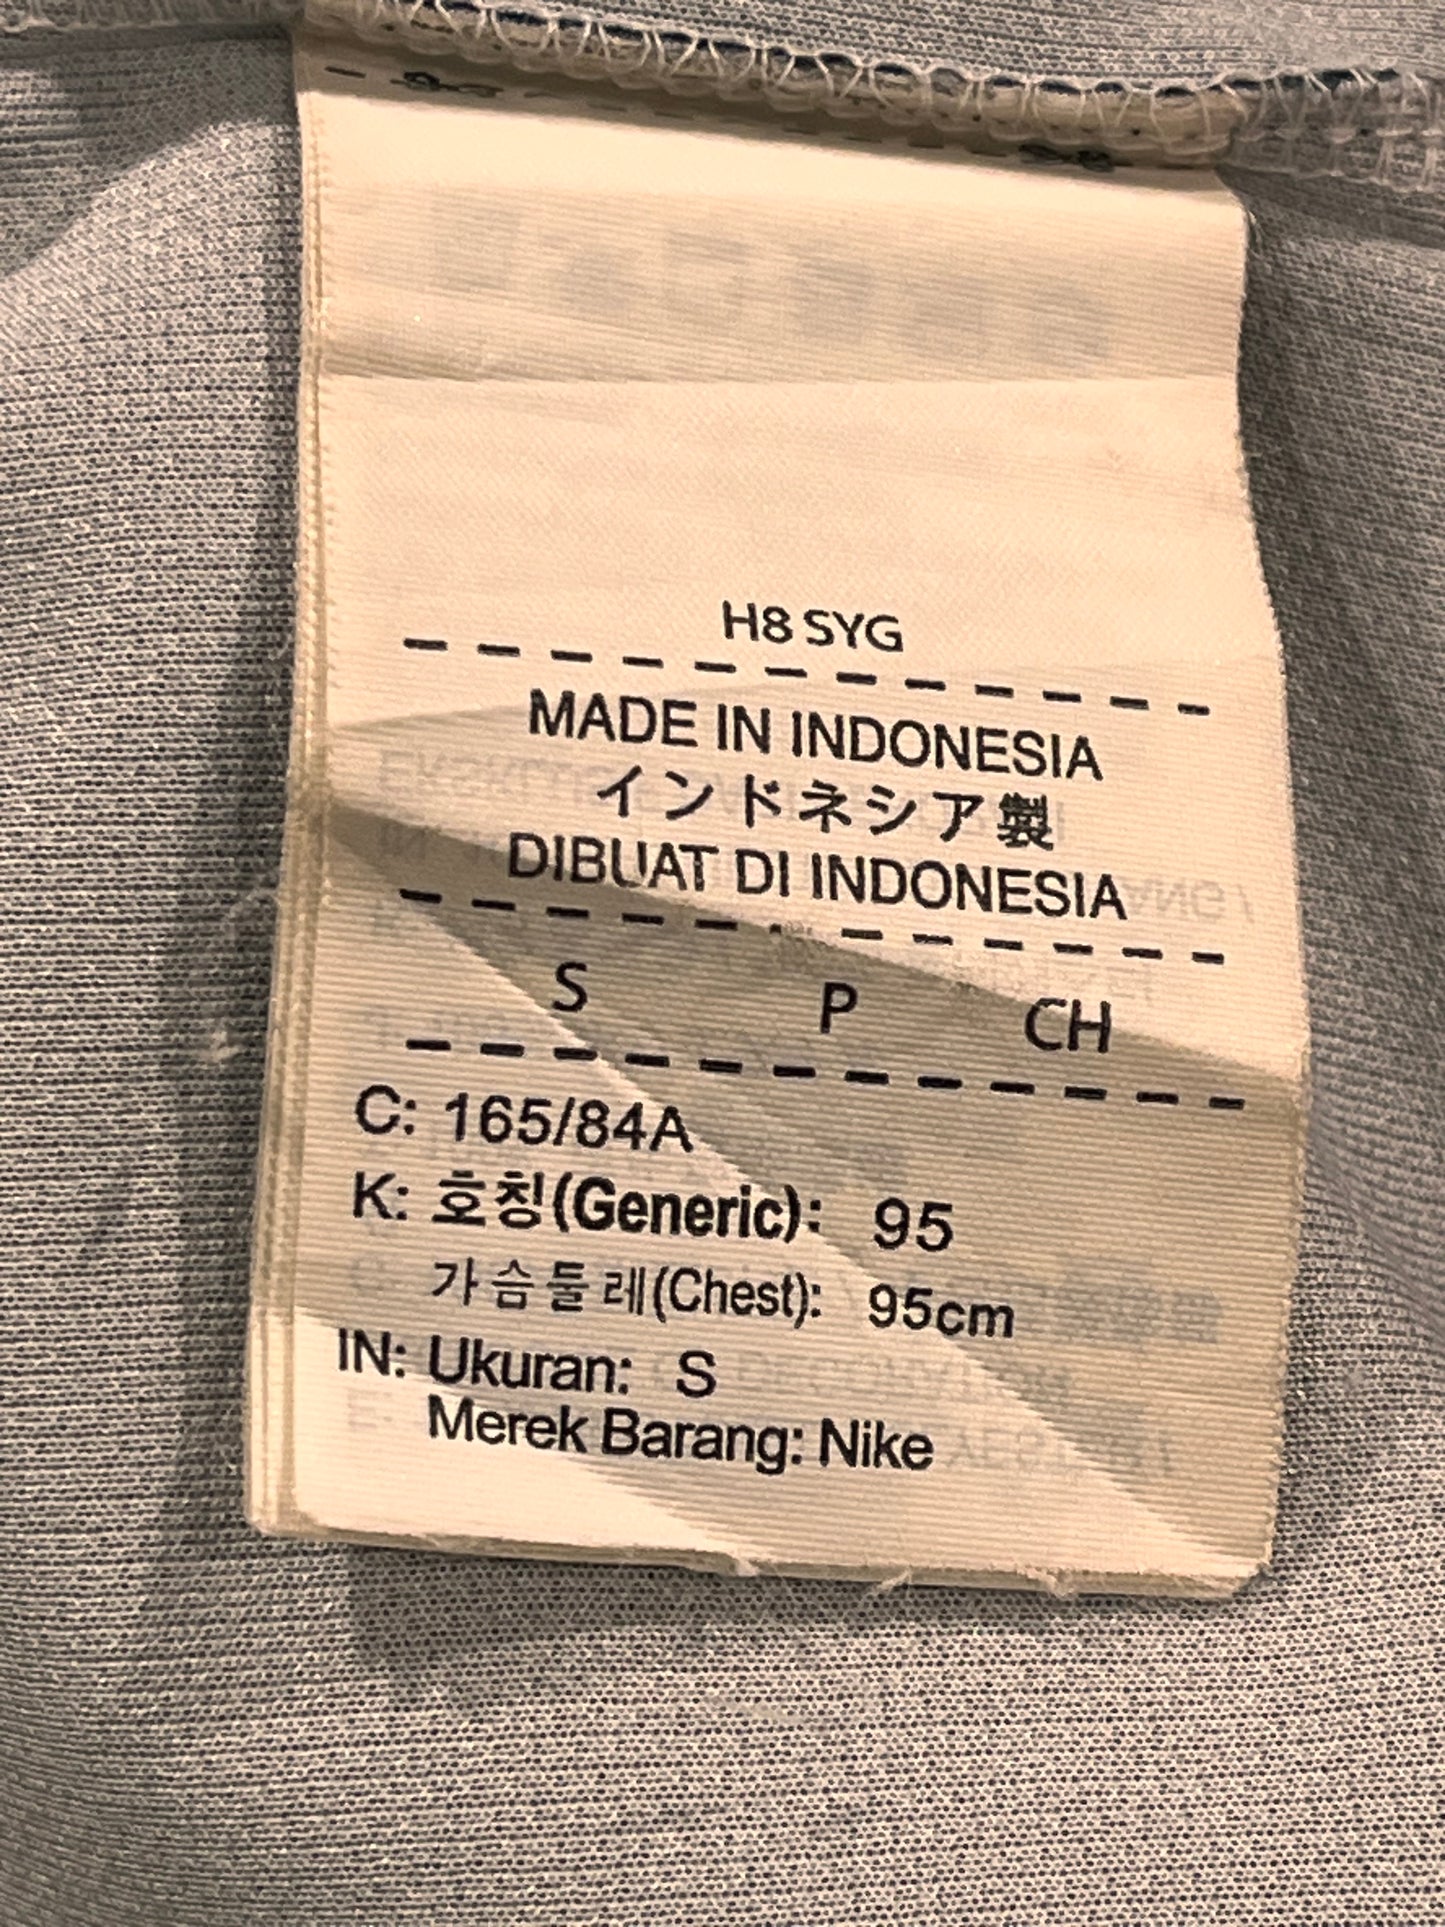 H8 SYG
MADE IN INDONESIA
インドネシア製
DIBUAT DI INDONESIA
S P CH
C: 165/84A
K: 호칭(Generic): 95
가슴둘레(Chest): 95cm
IN: Ukuran: S
Merek Barang: Nike